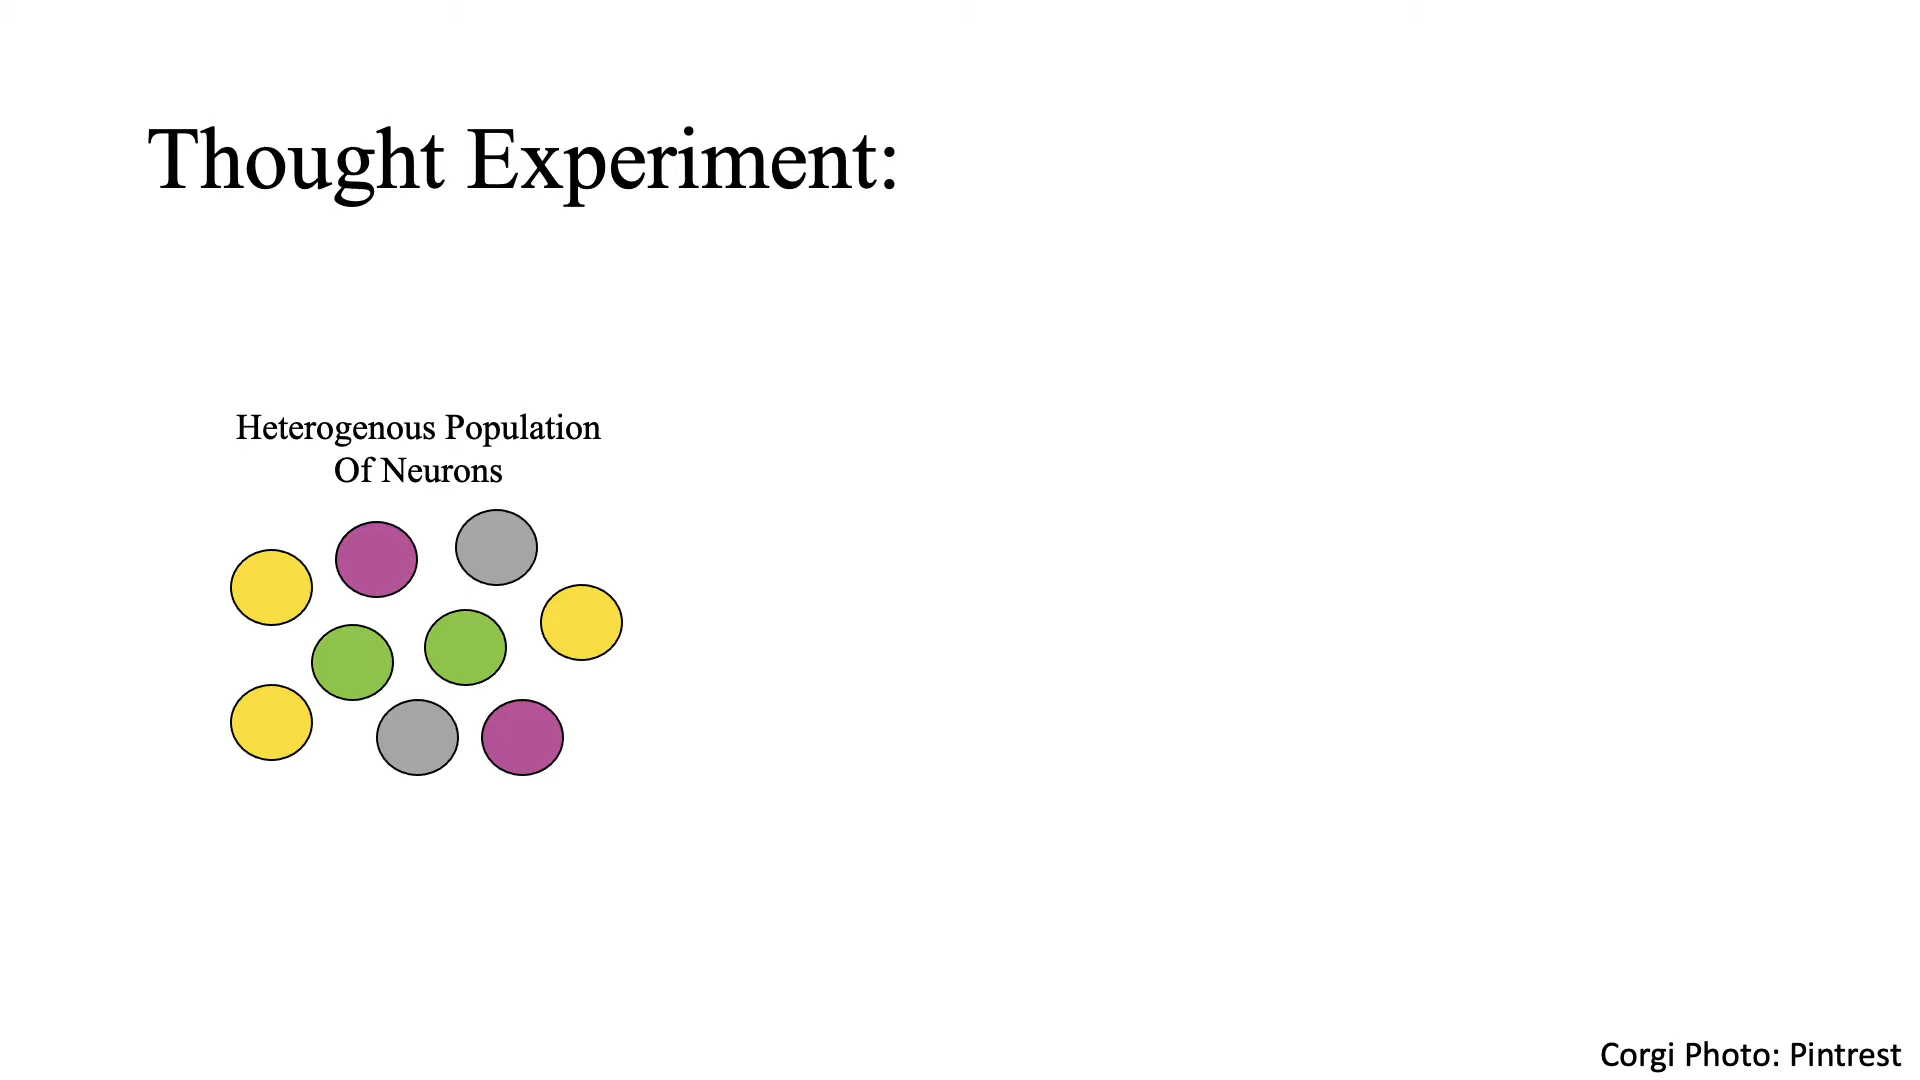 Thought Experiment:
Heterogenous Population
Of Neurons
Corgi Photo: Pintrest